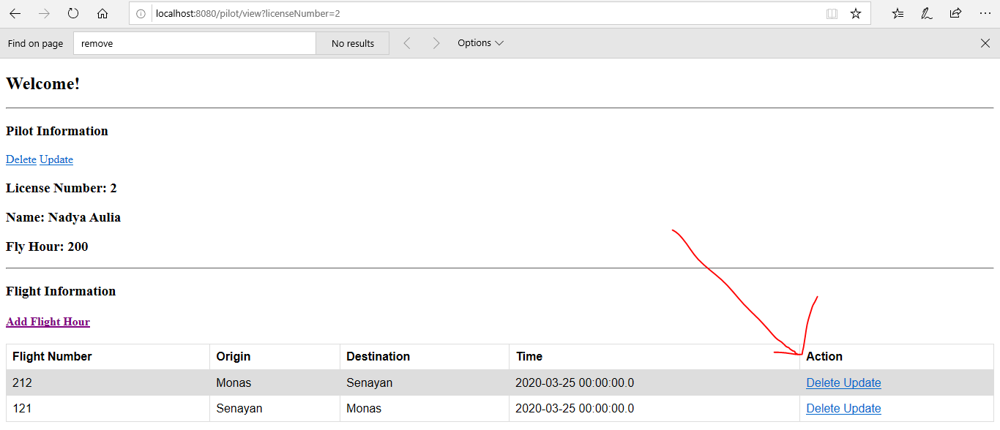 localhost:8080/pilot/view?licenseNumber=2
Find on page remove No results Options
Welcome!
Pilot Information
Delete Update
License Number: 2
Name: Nadya Aulia
Fly Hour: 200
Flight Information
Add Flight Hour
Flight Number Origin Destination Time Action
212 Monas Senayan 2020-03-25 00:00:00.0 Delete Update
121 Senayan Monas 2020-03-25 00:00:00.0 Delete Update